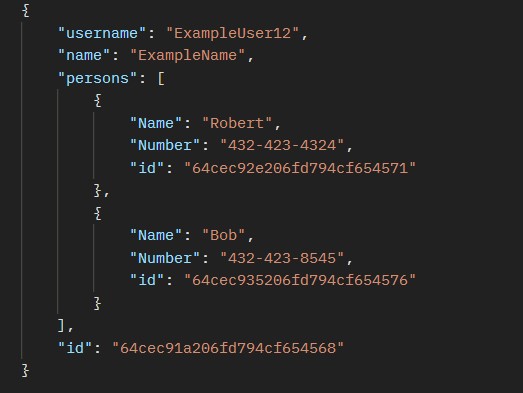 {
"username": "ExampleUser12",
"name": "ExampleName",
"persons": [
{
"Name": "Robert",
"Number": "432-423-4324",
"id": "64cec92e206fd794cf654571"
},
{
"Name": "Bob",
"Number": "432-423-8545",
"id": "64cec935206fd794cf654576"
}
],
"id": "64cec91a206fd794cf654568"
}